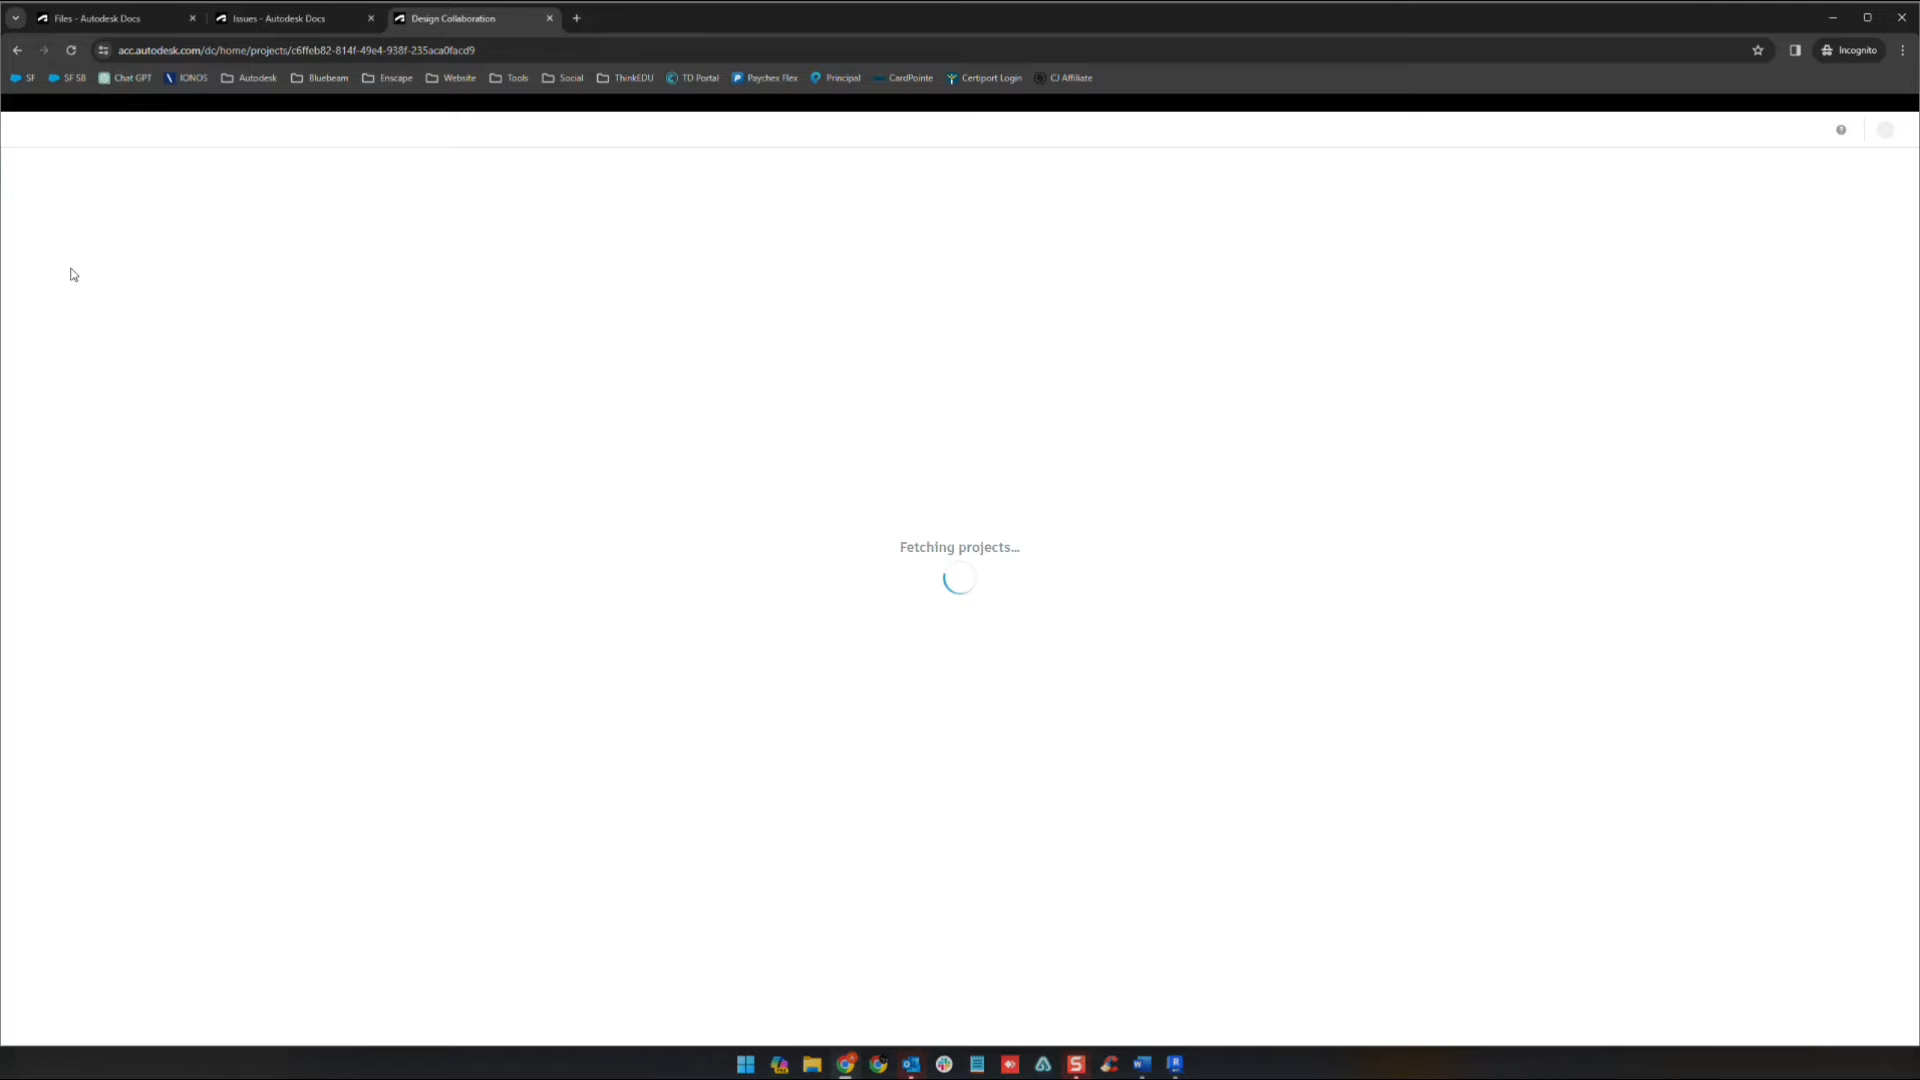 Files - Autodesk Docs
Issues - Autodesk Docs
Design Collaboration
acc.autodesk.com/dc/home/projects/c6ffeb82-814f-49e4-938f-235aca0facd9
Incognito
SF
SF SB
Chat GPT
IONOS
Autodesk
Bluebeam
Enscape
Website
Tools
Social
ThinkEDU
TD Portal
Paychex Flex
Principal
CardPointe
Certiport Login
CJ Affiliate
Fetching projects...